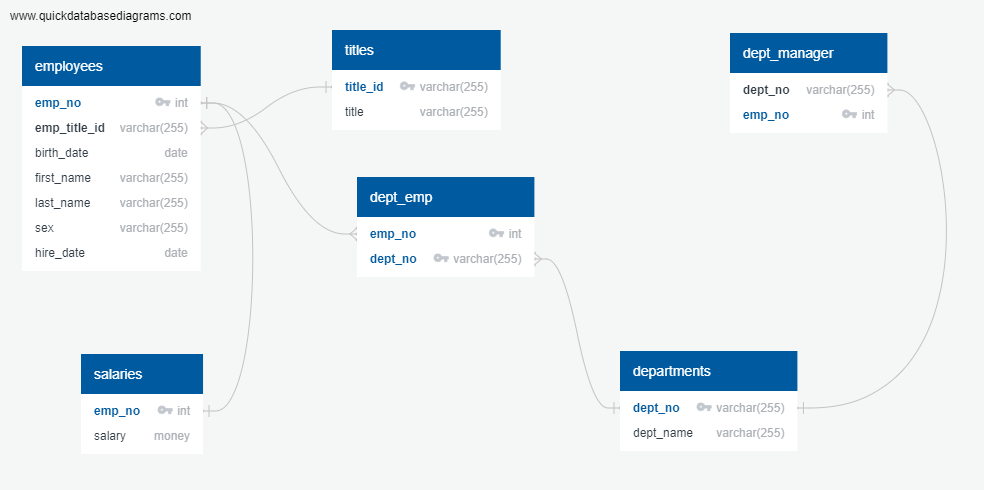 www.quickdatabasediagrams.com
employees
emp_no int
emp_title_id varchar(255)
birth_date date
first_name varchar(255)
last_name varchar(255)
sex varchar(255)
hire_date date
titles
title_id varchar(255)
title varchar(255)
dept_manager
dept_no varchar(255)
emp_no int
dept_emp
emp_no int
dept_no varchar(255)
salaries
emp_no int
salary money
departments
dept_no varchar(255)
dept_name varchar(255)